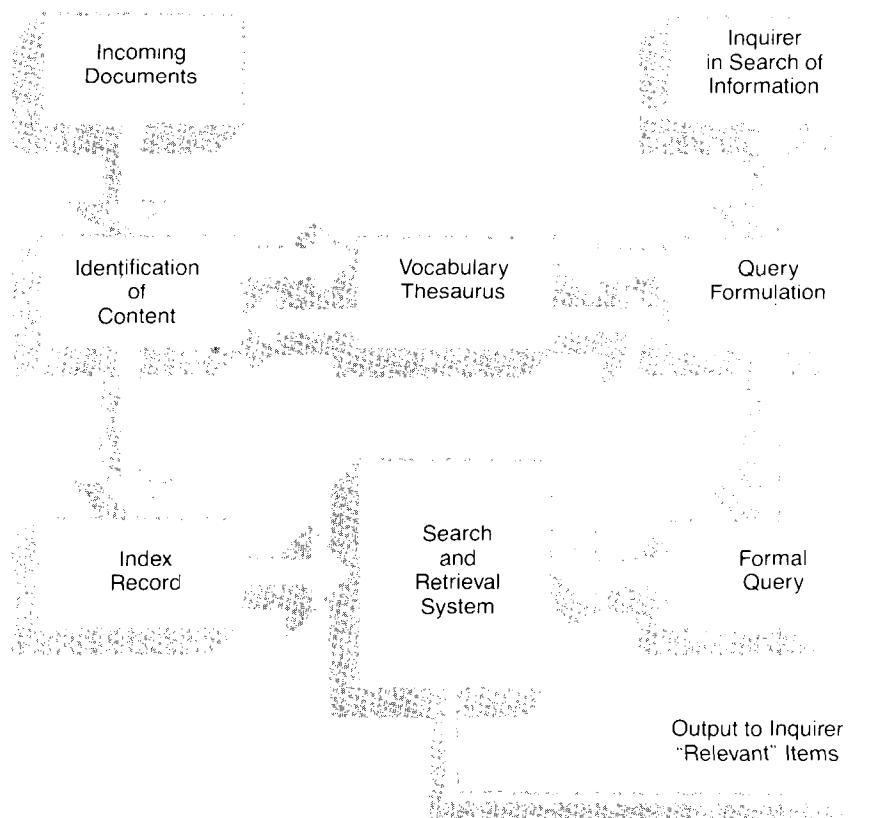 Incoming
Documents
Inquirer
in Search of
Information
Identification
of
Content
Vocabulary
Thesaurus
Query
Formulation
Index
Record
Search
and
Retrieval
System
Formal
Query
Output to Inquirer
"Relevant" Items